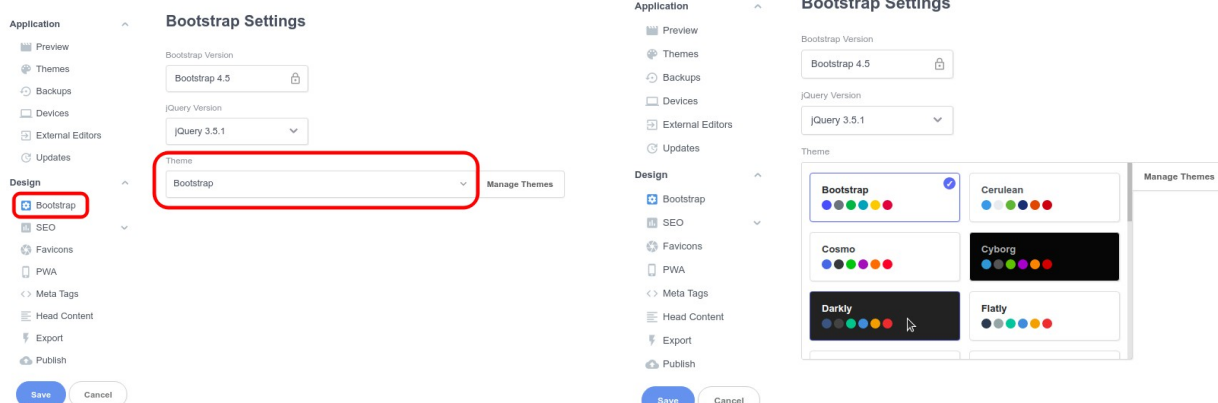 Application
Preview
Themes
Backups
Devices
External Editors
Updates
Design
Bootstrap
SEO
Favicons
PWA
Meta Tags
Head Content
Export
Publish
Save Cancel
Bootstrap Settings
Bootstrap Version
Bootstrap 4.5
jQuery Version
jQuery 3.5.1
Theme
Bootstrap Manage Themes
Application
Preview
Themes
Backups
Devices
External Editors
Updates
Design
Bootstrap
SEO
Favicons
PWA
Meta Tags
Head Content
Export
Publish
Save Cancel
Bootstrap Settings
Bootstrap Version
Bootstrap 4.5
jQuery Version
jQuery 3.5.1
Theme
Manage Themes
Bootstrap Cerulean
Cosmo Cyborg
Darkly Flatly